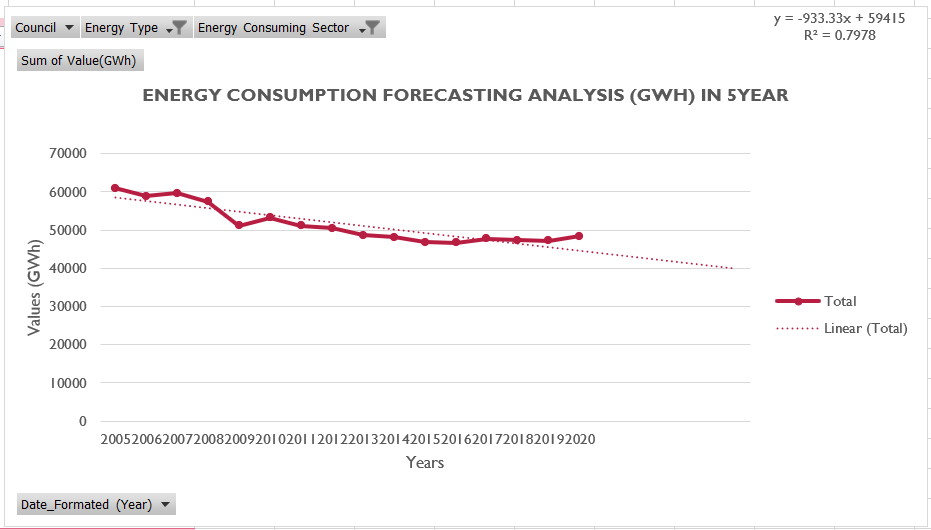 Council
Energy Type
Energy Consuming Sector
y = -933.33x + 59415
R² = 0.7978
Sum of Value(GWh)
ENERGY CONSUMPTION FORECASTING ANALYSIS (GWH) IN 5YEAR
70000
60000
50000
40000
30000
20000
10000
0
Values (GWh)
2005200620072008200920102011201220132014201520162017201820192020
Years
Total
Linear (Total)
Date_Formated (Year)